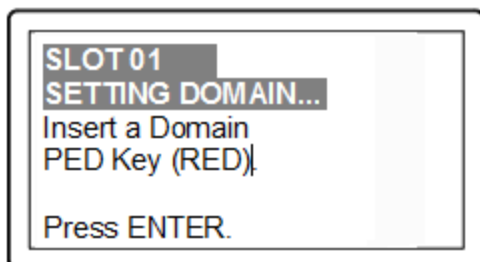 SLOT 01
SETTING DOMAIN...
Insert a Domain
PED Key (RED).
Press ENTER.